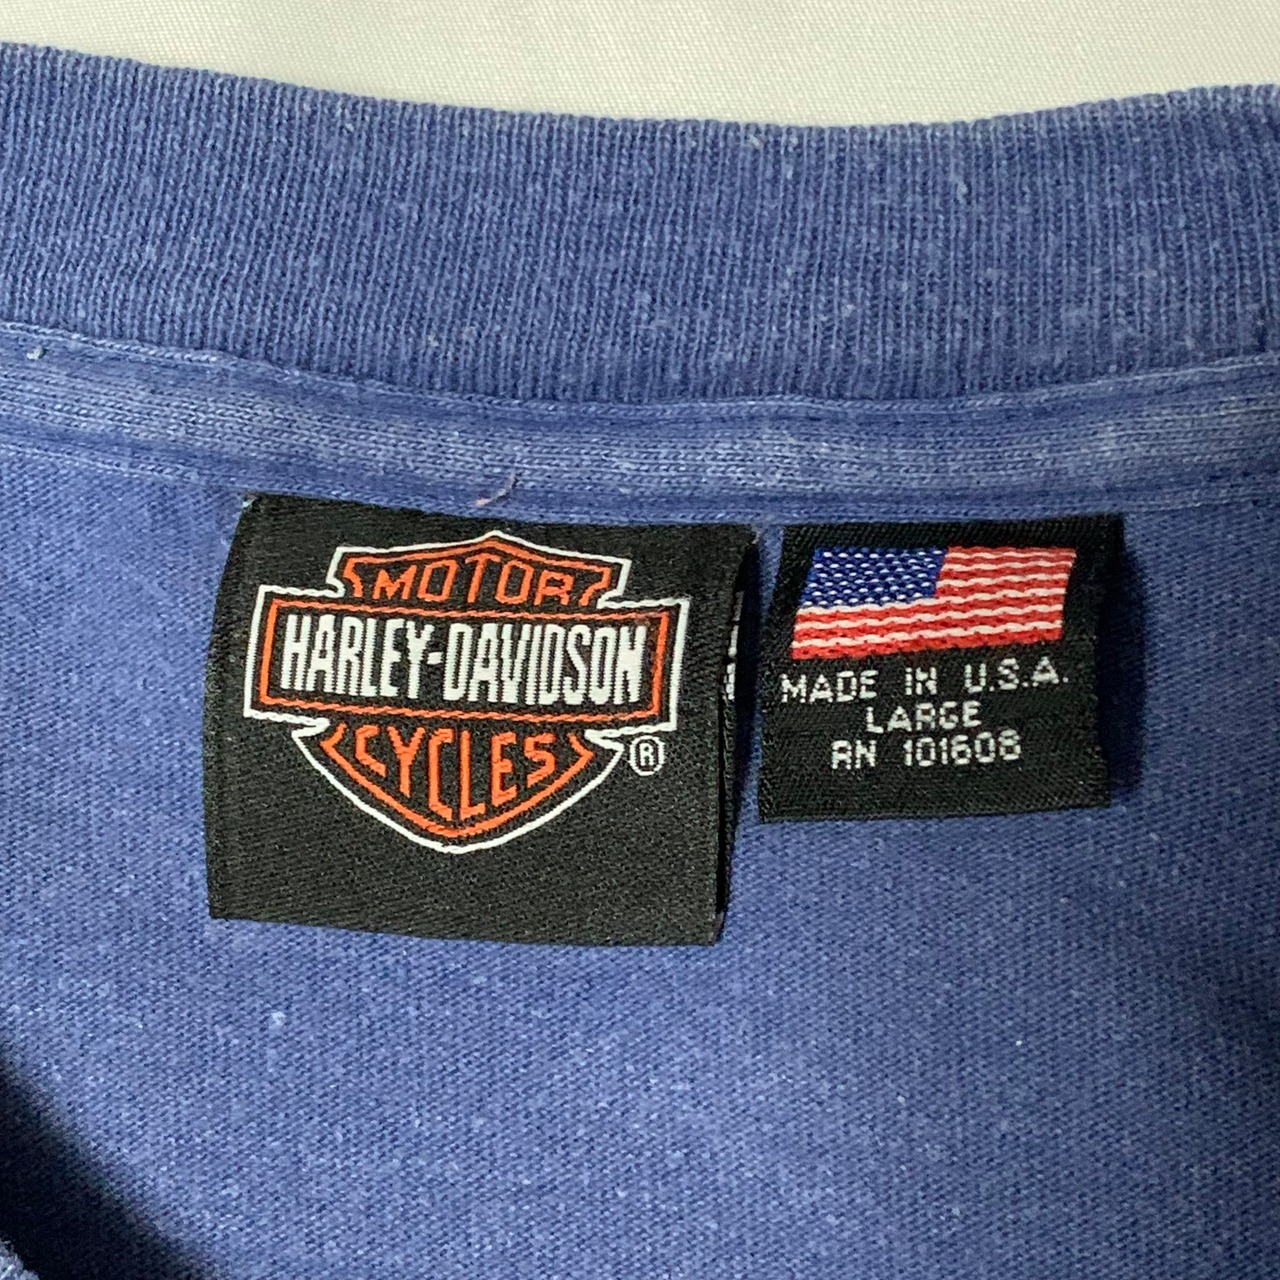 MOTOR
HARLEY-DAVIDSON
CYCLES
®
MADE IN U.S.A.
LARGE
RN 101608